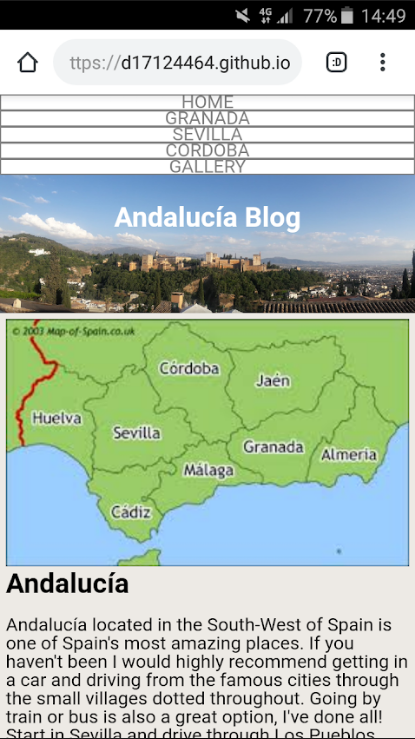 4G 77% 14:49
ttps://d17124464.github.io :D
HOME
GRANADA
SEVILLA
CORDOBA
GALLERY
Andalucía Blog
© 2003 Map-of-Spain.co.uk
Córdoba
Jaén
Huelva
Sevilla
Granada
Almería
Málaga
Cádiz
Andalucía
Andalucía located in the South-West of Spain is
one of Spain's most amazing places. If you
haven't been I would highly recommend getting in
a car and driving from the famous cities through
the small villages dotted throughout. Going by
train or bus is also a great option, I've done all!
Start in Sevilla and drive through Los Pueblos